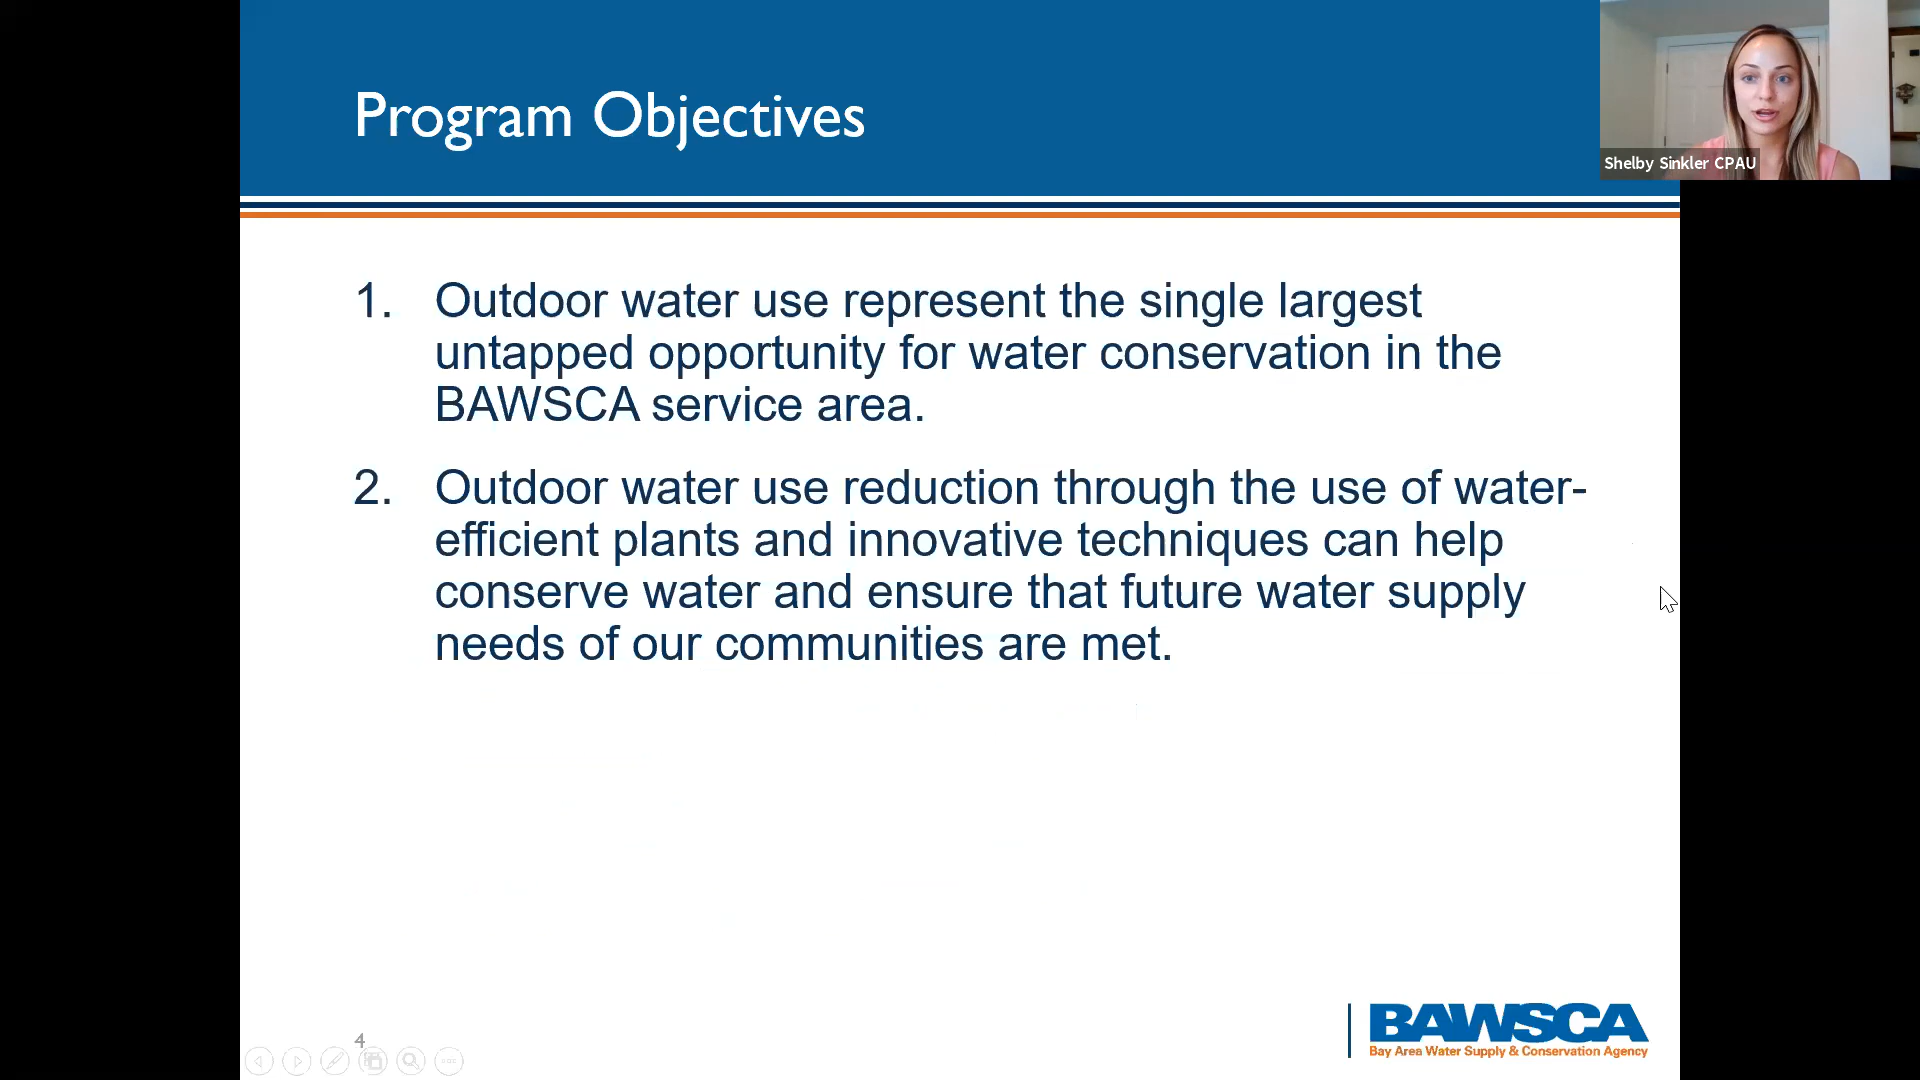 Program Objectives
Shelby Sinkler CPAU
1. Outdoor water use represent the single largest
untapped opportunity for water conservation in the
BAWSCA service area.
2. Outdoor water use reduction through the use of water-
efficient plants and innovative techniques can help
conserve water and ensure that future water supply
needs of our communities are met.
4
BAWSCA
Bay Area Water Supply & Conservation Agency